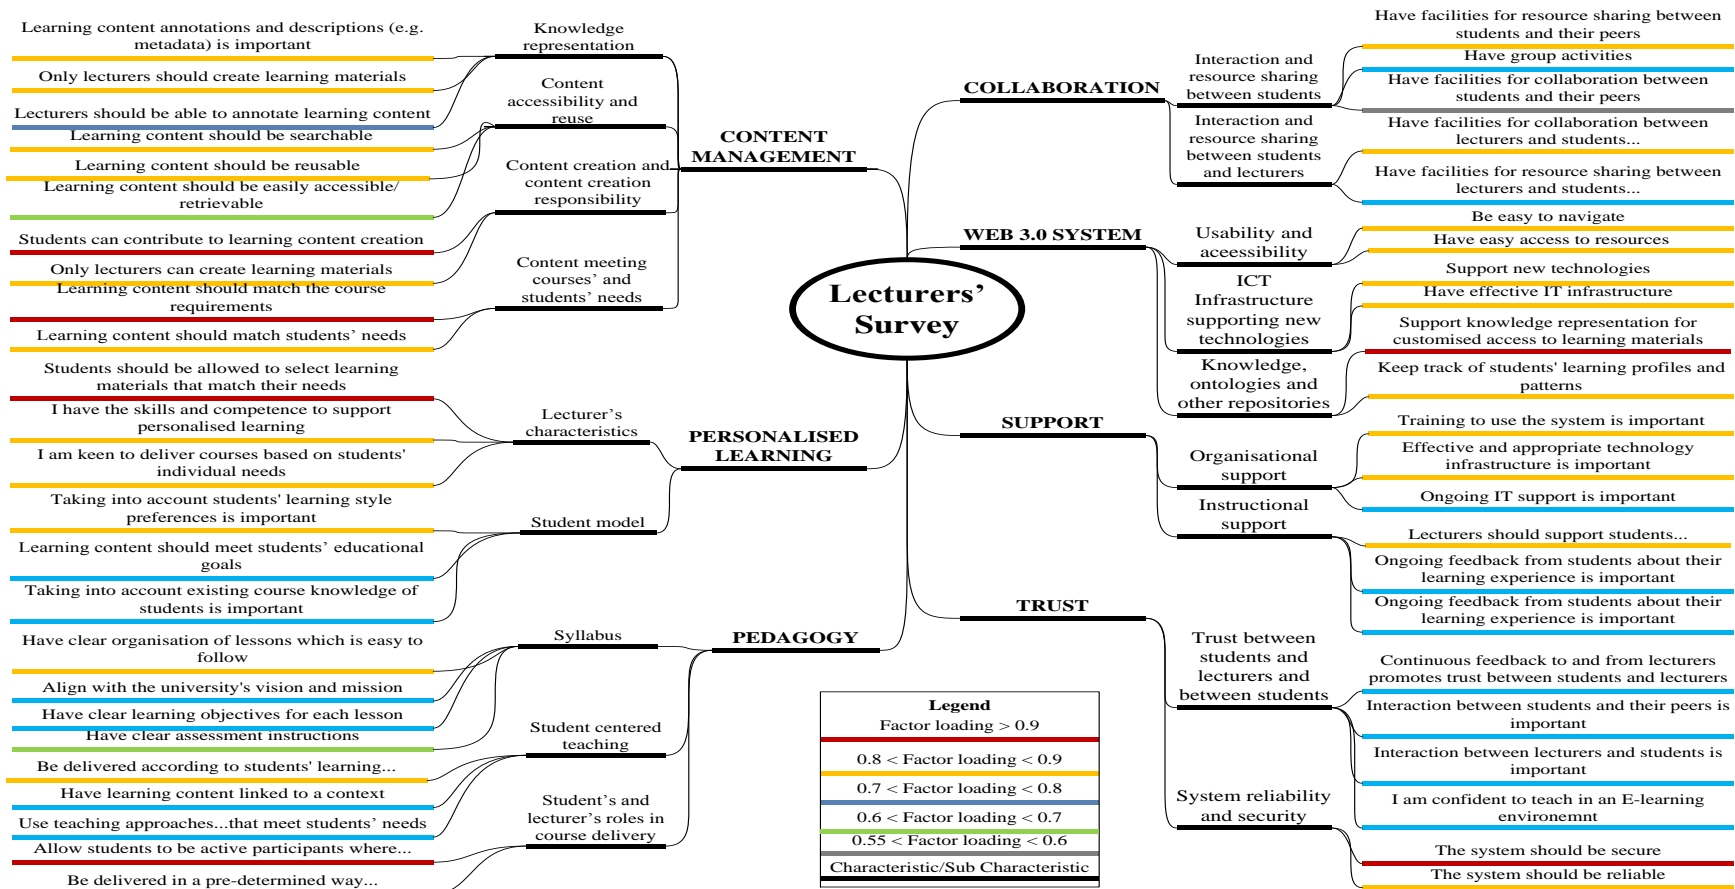 Learning content annotations and descriptions (e.g.
metadata) is important
Only lecturers should create learning materials
Lecturers should be able to annotate learning content
Learning content should be searchable
Learning content should be reusable
Learning content should be easily accessible/
retrievable
Students can contribute to learning content creation
Only lecturers can create learning materials
Learning content should match the course
requirements
Learning content should match students’ needs
Students should be allowed to select learning
materials that match their needs
I have the skills and competence to support
personalised learning
I am keen to deliver courses based on students'
individual needs
Taking into account students' learning style
preferences is important
Learning content should meet students’ educational
goals
Taking into account existing course knowledge of
students is important
Have clear organisation of lessons which is easy to
follow
Align with the university's vision and mission
Have clear learning objectives for each lesson
Have clear assessment instructions
Be delivered according to students' learning...
Have learning content linked to a context
Use teaching approaches...that meet students’ needs
Allow students to be active participants where...
Be delivered in a pre-determined way...
Knowledge
representation
Content
accessibility and
reuse
Content creation and
content creation
responsibility
Content meeting
courses’ and
students’ needs
Lecturer’s
characteristics
Student model
Syllabus
Student centered
teaching
Student’s and
lecturer’s roles in
course delivery
CONTENT
MANAGEMENT
PERSONALISED
LEARNING
PEDAGOGY
Lecturers’
Survey
Legend
Factor loading > 0.9
0.8 < Factor loading < 0.9
0.7 < Factor loading < 0.8
0.6 < Factor loading < 0.7
0.55 < Factor loading < 0.6
Characteristic/Sub Characteristic
COLLABORATION
WEB 3.0 SYSTEM
SUPPORT
TRUST
Interaction and
resource sharing
between students
Interaction and
resource sharing
between students
and lecturers
Usability and
aceessibility
ICT
Infrastructure
supporting new
technologies
Knowledge,
ontologies and
other repositories
Organisational
support
Instructional
support
Trust between
students and
lecturers and
between students
System reliability
and security
Have facilities for resource sharing between
students and their peers
Have group activities
Have facilities for collaboration between
students and their peers
Have facilities for collaboration between
lecturers and students...
Have facilities for resource sharing between
lecturers and students...
Be easy to navigate
Have easy access to resources
Support new technologies
Have effective IT infrastructure
Support knowledge representation for
customised access to learning materials
Keep track of students' learning profiles and
patterns
Training to use the system is important
Effective and appropriate technology
infrastructure is important
Ongoing IT support is important
Lecturers should support students...
Ongoing feedback from students about their
learning experience is important
Ongoing feedback from students about their
learning experience is important
Continuous feedback to and from lecturers
promotes trust between students and lecturers
Interaction between students and their peers is
important
Interaction between lecturers and students is
important
I am confident to teach in an E-learning
environemnt
The system should be secure
The system should be reliable